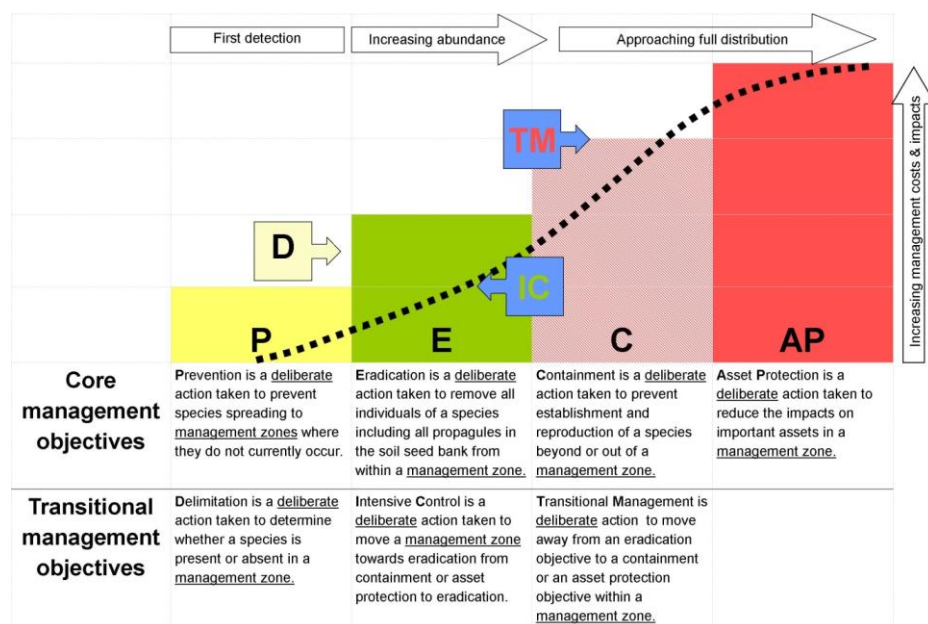 First detection
Increasing abundance
Approaching full distribution
Increasing management costs & impacts
TM
D
IC
P
E
C
AP
Core
management
objectives
Prevention is a deliberate
action taken to prevent
species spreading to
management zones where
they do not currently occur.
Eradication is a deliberate
action taken to remove all
individuals of a species
including all propagules in
the soil seed bank from
within a management zone.
Containment is a deliberate
action taken to prevent
establishment and
reproduction of a species
beyond or out of a
management zone.
Asset Protection is a
deliberate action taken to
reduce the impacts on
important assets in a
management zone.
Transitional
management
objectives
Delimitation is a deliberate
action taken to determine
whether a species is
present or absent in a
management zone.
Intensive Control is a
deliberate action taken to
move a management zone
towards eradication from
containment or asset
protection to eradication.
Transitional Management is
deliberate action to move
away from an eradication
objective to a containment
or an asset protection
objective within a
management zone.